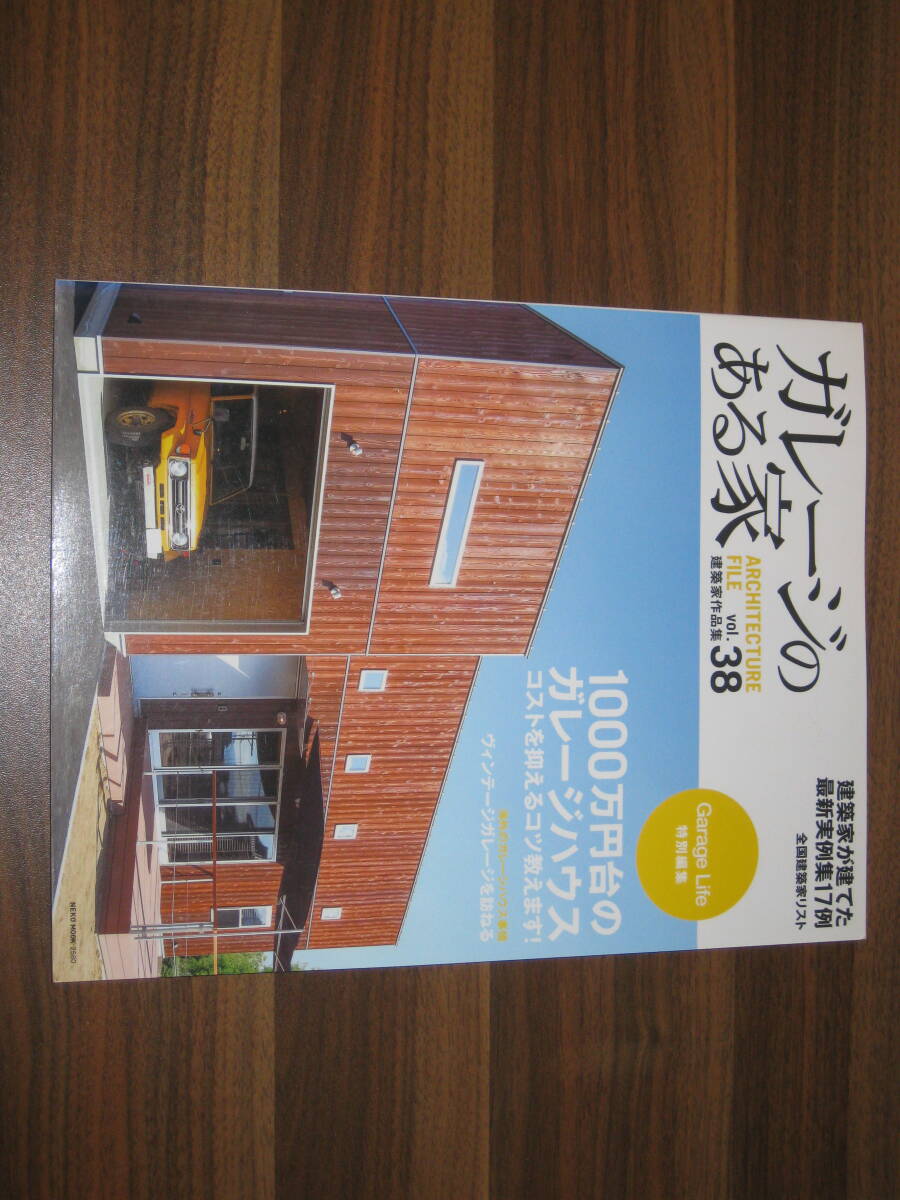 ガレージの
ある家
ARCHITECTURE
FILE vol.38
建築家作品集
建築家が建てた
最新実例集17例
全国建築家リスト
Garage Life
特別編集
1000万円台の
ガレージハウス
コストを抑えるコツ教えます!
ヴィンテージガレージを訪ねる
NEKO MOOK 2580